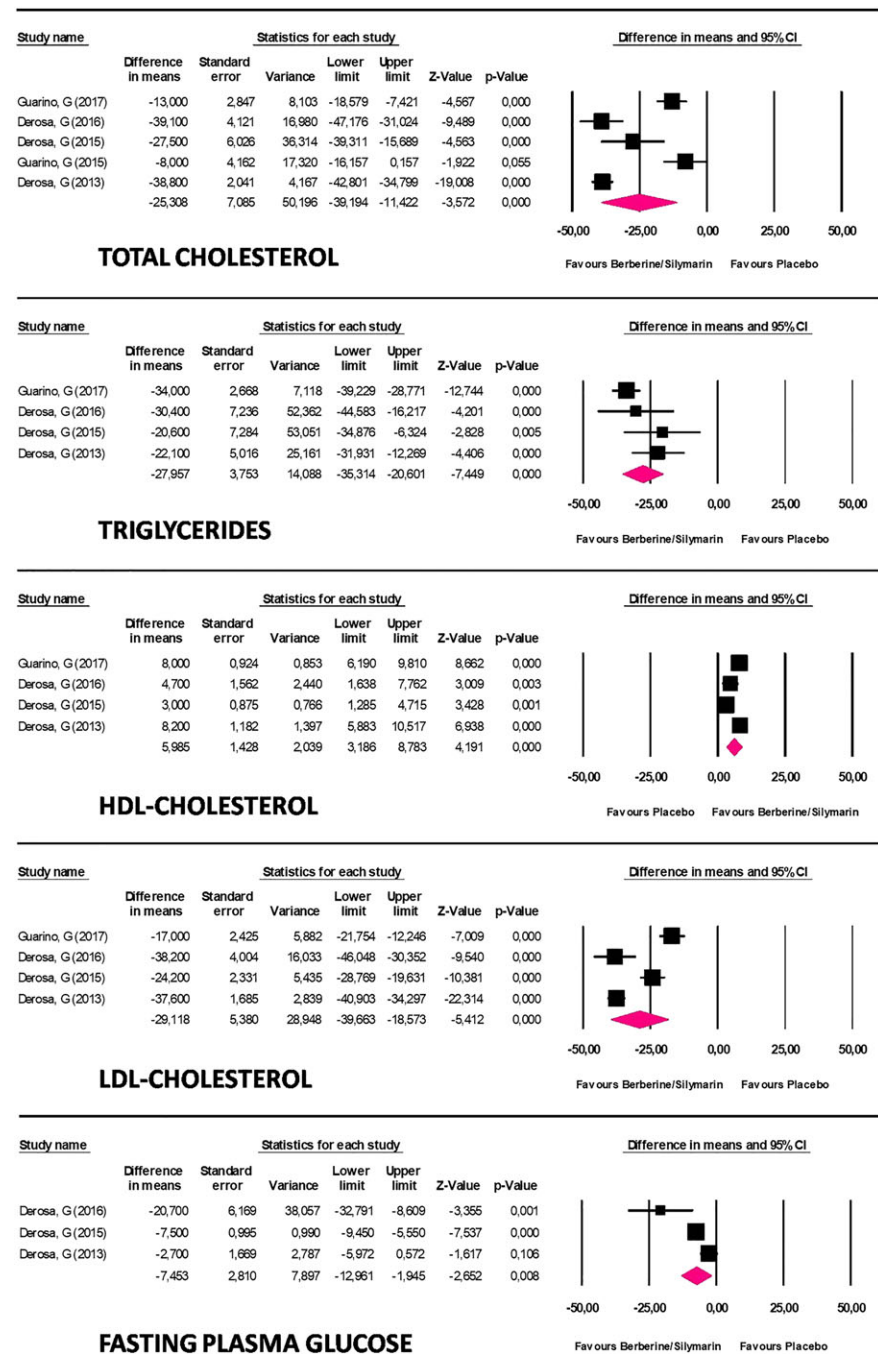 Study name Statistics for each study Difference in means and 95% CI
Difference in means Standard error Variance Lower limit Upper limit Z-Value p-Value
Guarino, G (2017) -13,000 2,847 8,103 -18,579 -7,421 -4,567 0,000
Derosa, G (2016) -39,100 4,121 16,980 -47,176 -31,024 -9,489 0,000
Derosa, G (2015) -27,500 6,026 36,314 -39,311 -15,689 -4,563 0,000
Guarino, G (2015) -8,000 4,162 17,320 -16,157 0,157 -1,922 0,055
Derosa, G (2013) -38,800 2,041 4,167 -42,801 -34,799 -19,008 0,000
-25,308 7,085 50,196 -39,194 -11,422 -3,572 0,000
-50,00 -25,00 0,00 25,00 50,00
TOTAL CHOLESTEROL
Favours Berberine/Silymarin Favours Placebo
Study name Statistics for each study Difference in means and 95% CI
Difference in means Standard error Variance Lower limit Upper limit Z-Value p-Value
Guarino, G (2017) -34,000 2,668 7,118 -39,229 -28,771 -12,744 0,000
Derosa, G (2016) -30,400 7,236 52,362 -44,583 -16,217 -4,201 0,000
Derosa, G (2015) -20,600 7,284 53,051 -34,876 -6,324 -2,828 0,005
Derosa, G (2013) -22,100 5,016 25,161 -31,931 -12,269 -4,406 0,000
-27,957 3,753 14,088 -35,314 -20,601 -7,449 0,000
-50,00 -25,00 0,00 25,00 50,00
TRIGLYCERIDES
Favours Berberine/Silymarin Favours Placebo
Study name Statistics for each study Difference in means and 95% CI
Difference in means Standard error Variance Lower limit Upper limit Z-Value p-Value
Guarino, G (2017) 8,000 0,924 0,853 6,190 9,810 8,662 0,000
Derosa, G (2016) 4,700 1,562 2,440 1,638 7,762 3,009 0,003
Derosa, G (2015) 3,000 0,875 0,766 1,285 4,715 3,428 0,001
Derosa, G (2013) 8,200 1,182 1,397 5,883 10,517 6,938 0,000
5,985 1,428 2,039 3,186 8,783 4,191 0,000
-50,00 -25,00 0,00 25,00 50,00
HDL-CHOLESTEROL
Favours Placebo Favours Berberine/Silymarin
Study name Statistics for each study Difference in means and 95% CI
Difference in means Standard error Variance Lower limit Upper limit Z-Value p-Value
Guarino, G (2017) -17,000 2,425 5,882 -21,754 -12,246 -7,009 0,000
Derosa, G (2016) -38,200 4,004 16,033 -46,048 -30,352 -9,540 0,000
Derosa, G (2015) -24,200 2,331 5,435 -28,769 -19,631 -10,381 0,000
Derosa, G (2013) -37,600 1,685 2,839 -40,903 -34,297 -22,314 0,000
-29,118 5,380 28,948 -39,663 -18,573 -5,412 0,000
-50,00 -25,00 0,00 25,00 50,00
LDL-CHOLESTEROL
Favours Berberine/Silymarin Favours Placebo
Study name Statistics for each study Difference in means and 95% CI
Difference in means Standard error Variance Lower limit Upper limit Z-Value p-Value
Derosa, G (2016) -20,700 6,169 38,057 -32,791 -8,609 -3,355 0,001
Derosa, G (2015) -7,500 0,995 0,990 -9,450 -5,550 -7,537 0,000
Derosa, G (2013) -2,700 1,669 2,787 -5,972 0,572 -1,617 0,106
-7,453 2,810 7,897 -12,961 -1,945 -2,652 0,008
-50,00 -25,00 0,00 25,00 50,00
FASTING PLASMA GLUCOSE
Favours Berberine/Silymarin Favours Placebo